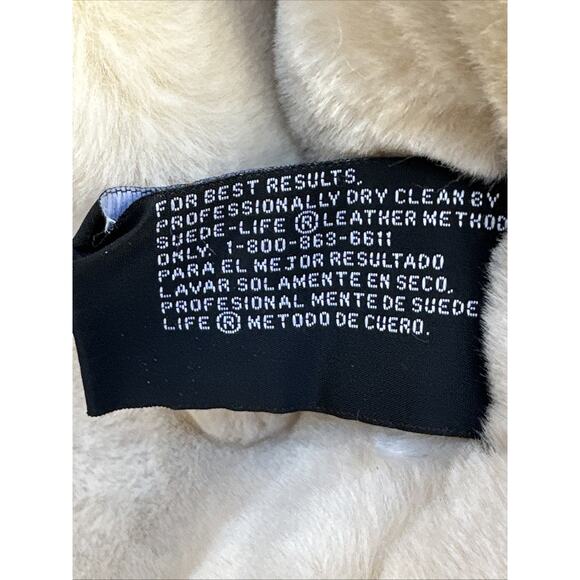 FOR BEST RESULTS,
PROFESSIONALLY DRY CLEAN BY
SUEDE-LIFE ® LEATHER METHOD
ONLY. 1-800-863-6611
PARA EL MEJOR RESULTADO
LAVAR SOLAMENTE EN SECO,
PROFESIONAL MENTE DE SUEDE
LIFE ® METODO DE CUERO.